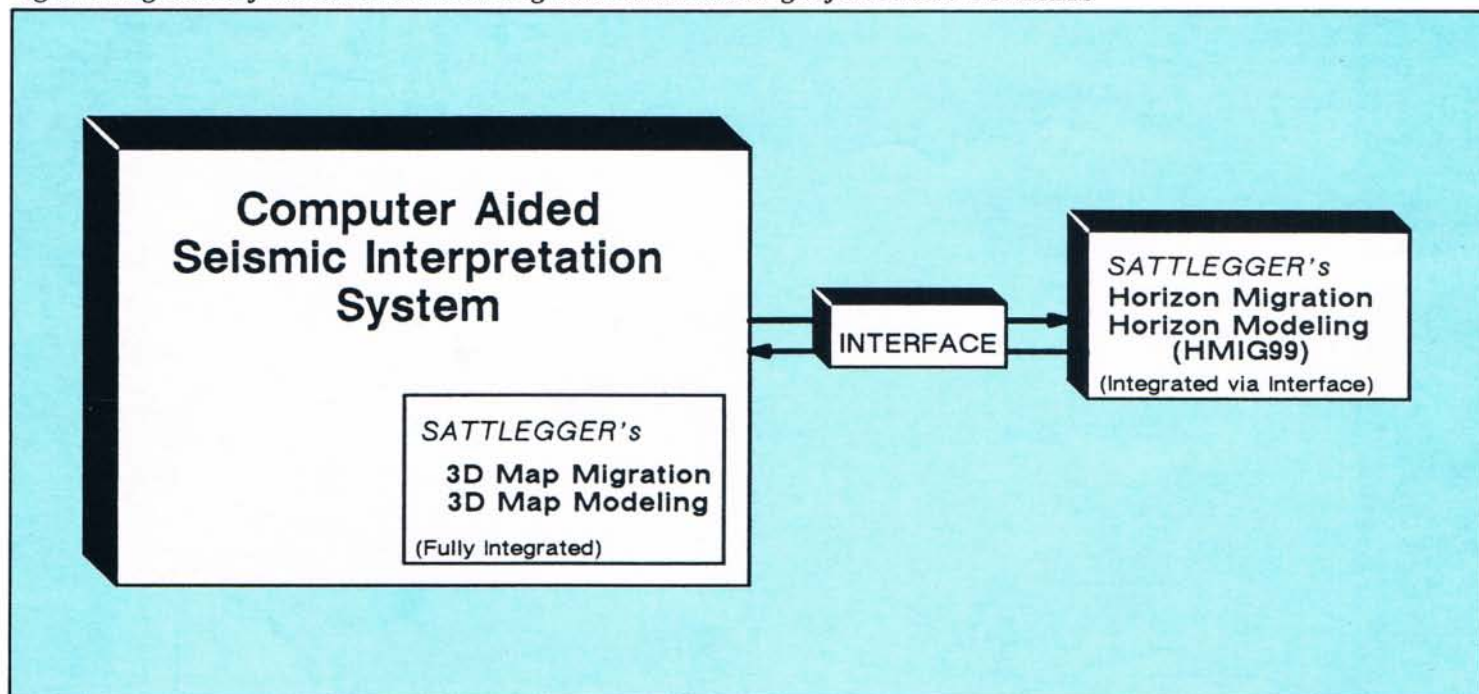 Computer Aided
Seismic Interpretation
System
SATTLEGGER's
3D Map Migration
3D Map Modeling
(Fully Integrated)
INTERFACE
SATTLEGGER's
Horizon Migration
Horizon Modeling
(HMIG99)
(Integrated via Interface)